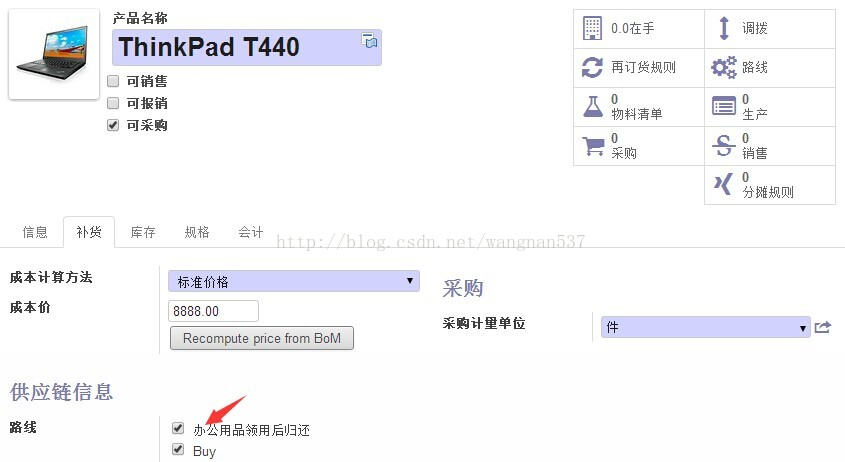 产品名称
ThinkPad T440
可销售
可报销
可采购
0.0在手
调拨
再订货规则
路线
0
物料清单
0
生产
0
采购
0
销售
0
分摊规则
信息 补货 库存 规格 会计
http://blog.csdn.net/wangnan537
成本计算方法 标准价格
成本价 8888.00
Recompute price from BoM
采购
采购计量单位 件
供应链信息
路线 办公用品领用后归还
Buy